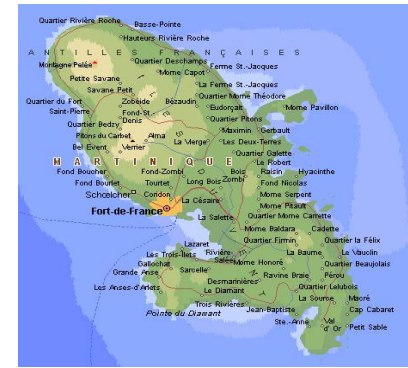 Quartier Rivière Roche
Basse-Pointe
Hauteurs Rivière Roche
ANTILLES FRANÇAISES
Quartier Deschamps
Montagne Pelée
Ferme St.-Jacques
Morne Capot
Petite Savane
La Ferme St.-Jacques
Savane Petit
Quartier Morne Théodore
Quartier du Fort
Zobéide
Bézaudin
Eudorçait
Morne Pavillon
Saint-Pierre
Fond-St.-
Denis
Quartier Pitons
Quartier Bedzy
Maximin
Gerbault
Pitons du Carbet
Alma
La Vierge
Les Deux-Terres
Bel Event
Verrier
Quartier Galette
MARTINIQUE
Le Robert
Fond Boucher
Fond-Zombi
Bois
Zombi
Raisin
Hyacinthe
Fond Bourlet
Tourtet
Long Bois
Fond Nicolas
Schœlcher
Coridon
La Césaire
Morne Serpent
Morne Pitault
Fort-de-France
La Salette
Quartier Morne Carrette
Morne Baldara
Cadette
Lazaret
Quartier Firmin
Quartier la Félix
Les Trois-Îlets
Rivière-
Salée
La Baume
Le Vauclin
Galochat
Morne Honoré
Quartier Beaujolais
Grande Anse
Sarcelle
Ravine Braie
Pérou
Desmarinières
Quartier Lelubois
Les Anses-d'Arlets
Le Diamant
La Source
Macré
Trois Rivières
Jean-Baptiste
Cap Cabaret
Pointe du Diamant
Ste.-Anne
Val
d'Or
Petit Sable